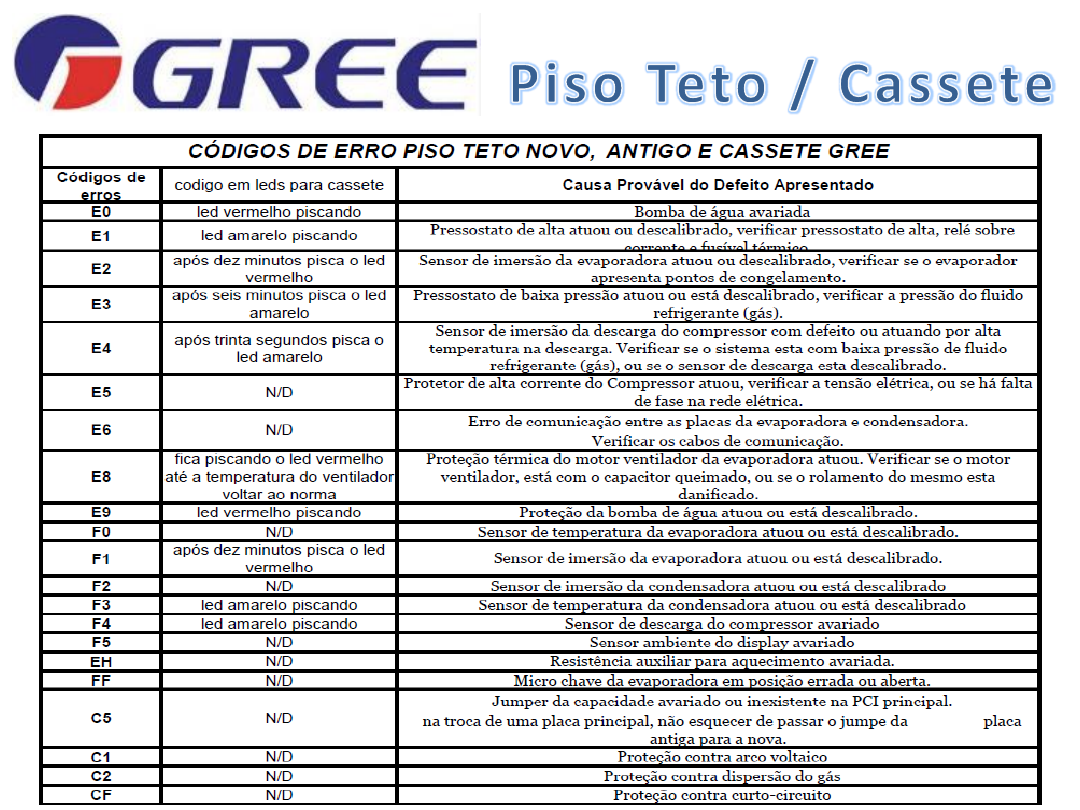 GREE
Piso Teto / Cassete
CÓDIGOS DE ERRO PISO TETO NOVO, ANTIGO E CASSETE GREE
Códigos de
erros
codigo em leds para cassete
Causa Provável do Defeito Apresentado
E0
led vermelho piscando
Bomba de água avariada
E1
led amarelo piscando
Pressostato de alta atuou ou descalibrado, verificar pressostato de alta, relé sobre
corrente e fusível térmico
E2
após dez minutos pisca o led
vermelho
Sensor de imersão da evaporadora atuou ou descalibrado, verificar se o evaporador
apresenta pontos de congelamento.
E3
após seis minutos pisca o led
amarelo
Pressostato de baixa pressão atuou ou está descalibrado, verificar a pressão do fluido
refrigerante (gás).
E4
após trinta segundos pisca o
led amarelo
Sensor de imersão da descarga do compressor com defeito ou atuando por alta
temperatura na descarga. Verificar se o sistema esta com baixa pressão de fluido
refrigerante (gás), ou se o sensor de descarga esta descalibrado.
E5
N/D
Protetor de alta corrente do Compressor atuou, verificar a tensão elétrica, ou se há falta
de fase na rede elétrica.
E6
N/D
Erro de comunicação entre as placas da evaporadora e condensadora.
Verificar os cabos de comunicação.
E8
fica piscando o led vermelho
até a temperatura do ventilador
voltar ao norma
Proteção térmica do motor ventilador da evaporadora atuou. Verificar se o motor
ventilador, está com o capacitor queimado, ou se o rolamento do mesmo esta
danificado.
E9
led vermelho piscando
Proteção da bomba de água atuou ou está descalibrado.
F0
N/D
Sensor de temperatura da evaporadora atuou ou está descalibrado.
F1
após dez minutos pisca o led
vermelho
Sensor de imersão da evaporadora atuou ou está descalibrado.
F2
N/D
Sensor de imersão da condensadora atuou ou está descalibrado
F3
led amarelo piscando
Sensor de temperatura da condensadora atuou ou está descalibrado
F4
led amarelo piscando
Sensor de descarga do compressor avariado
F5
N/D
Sensor ambiente do display avariado
EH
N/D
Resistência auxiliar para aquecimento avariada.
FF
N/D
Micro chave da evaporadora em posição errada ou aberta.
C5
N/D
Jumper da capacidade avariado ou inexistente na PCI principal.
na troca de uma placa principal, não esquecer de passar o jumpe da placa
antiga para a nova.
C1
N/D
Proteção contra arco voltaico
C2
N/D
Proteção contra dispersão do gás
CF
N/D
Proteção contra curto-circuito